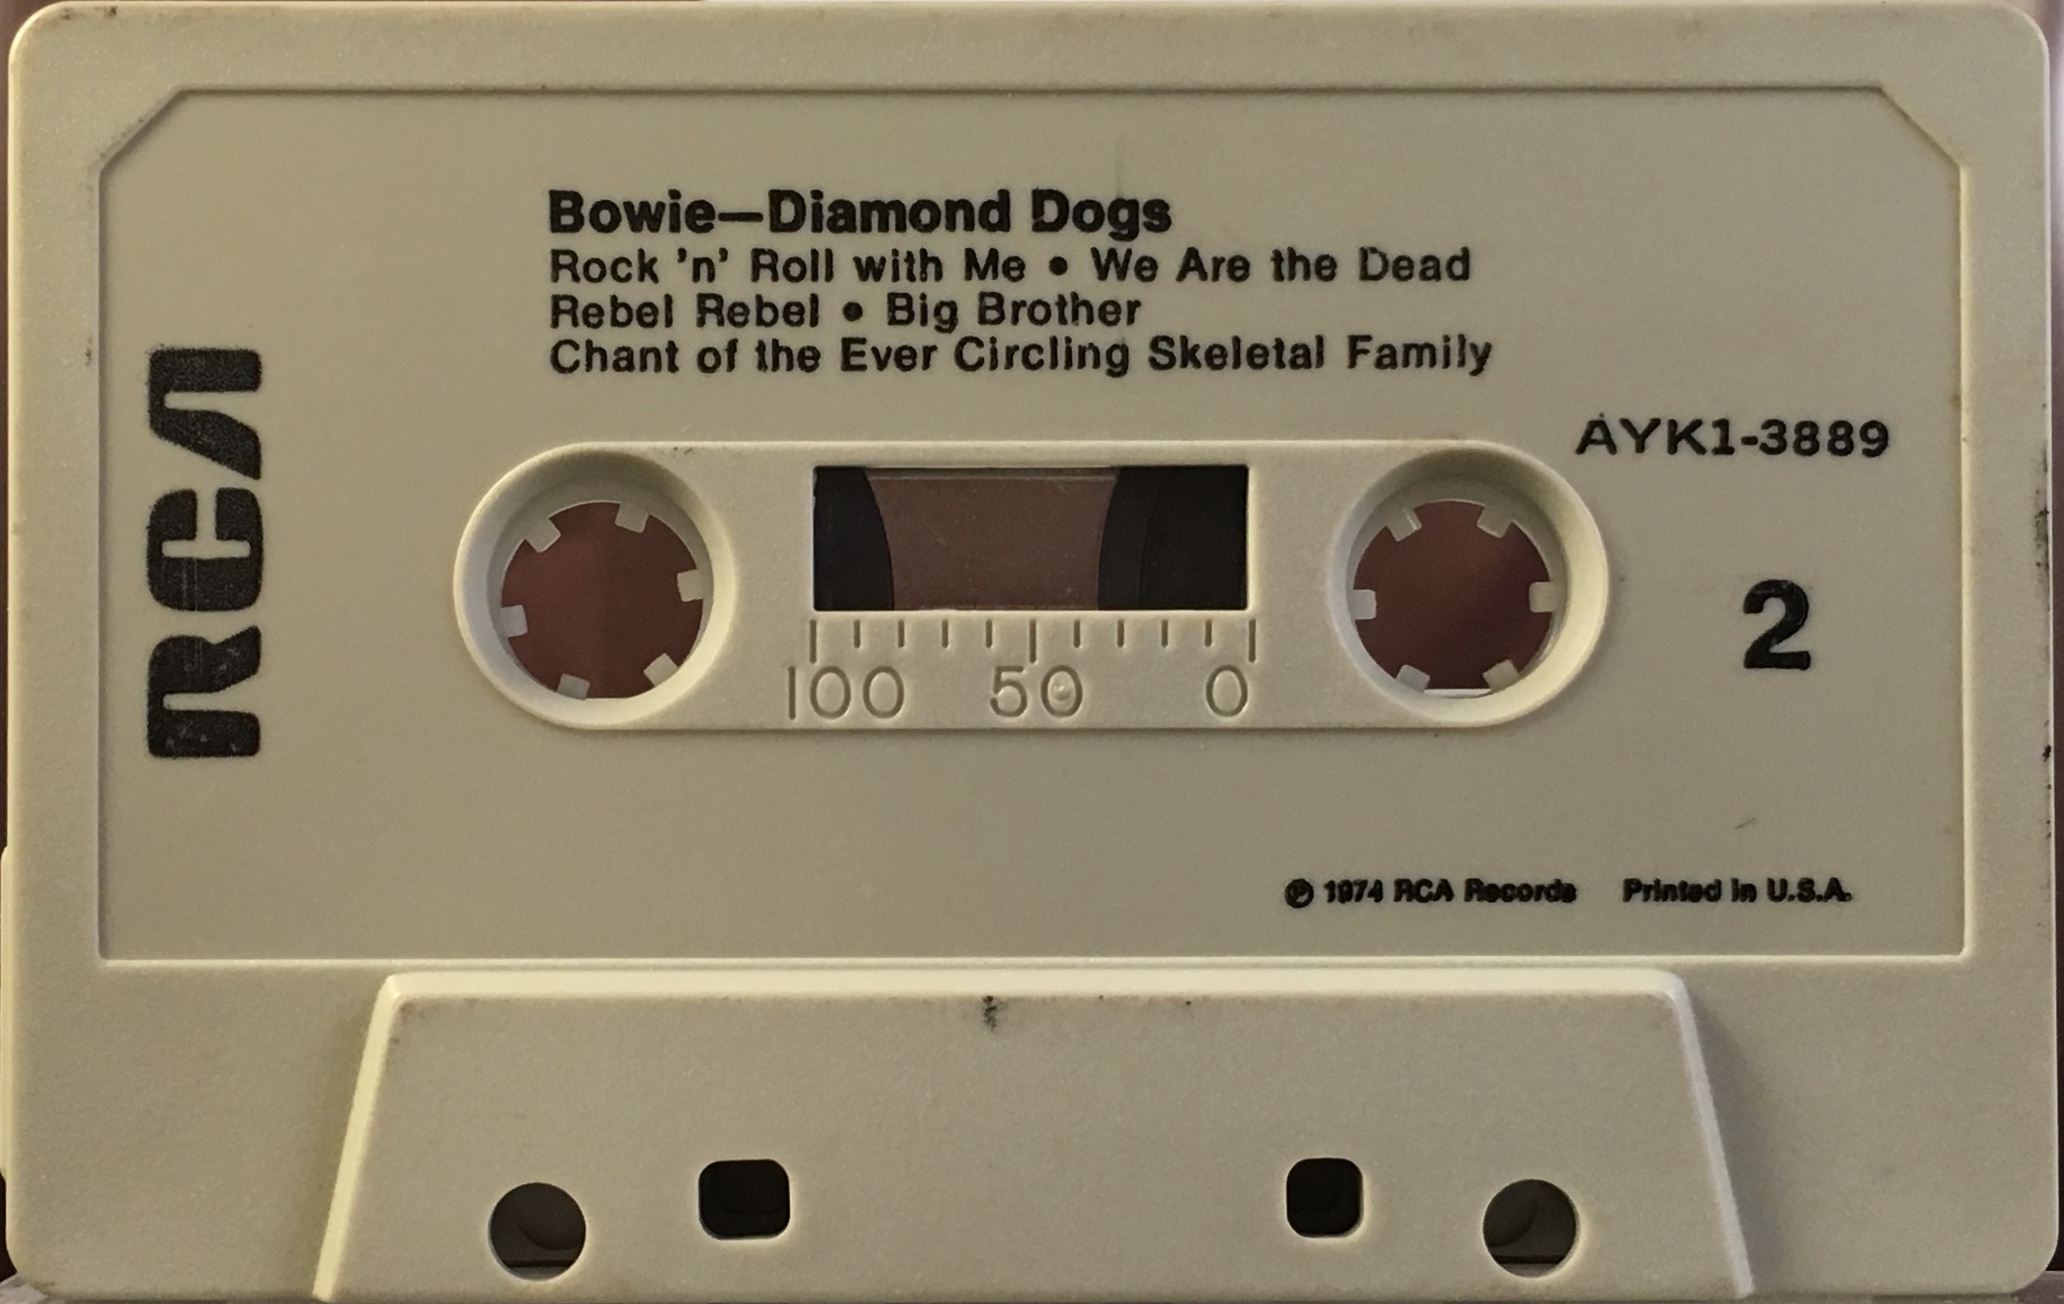 Bowie—Diamond Dogs
Rock 'n' Roll with Me • We Are the Dead
Rebel Rebel • Big Brother
Chant of the Ever Circling Skeletal Family
RCA
AYK1-3889
2
100 50 0
℗ 1974 RCA Records Printed in U.S.A.